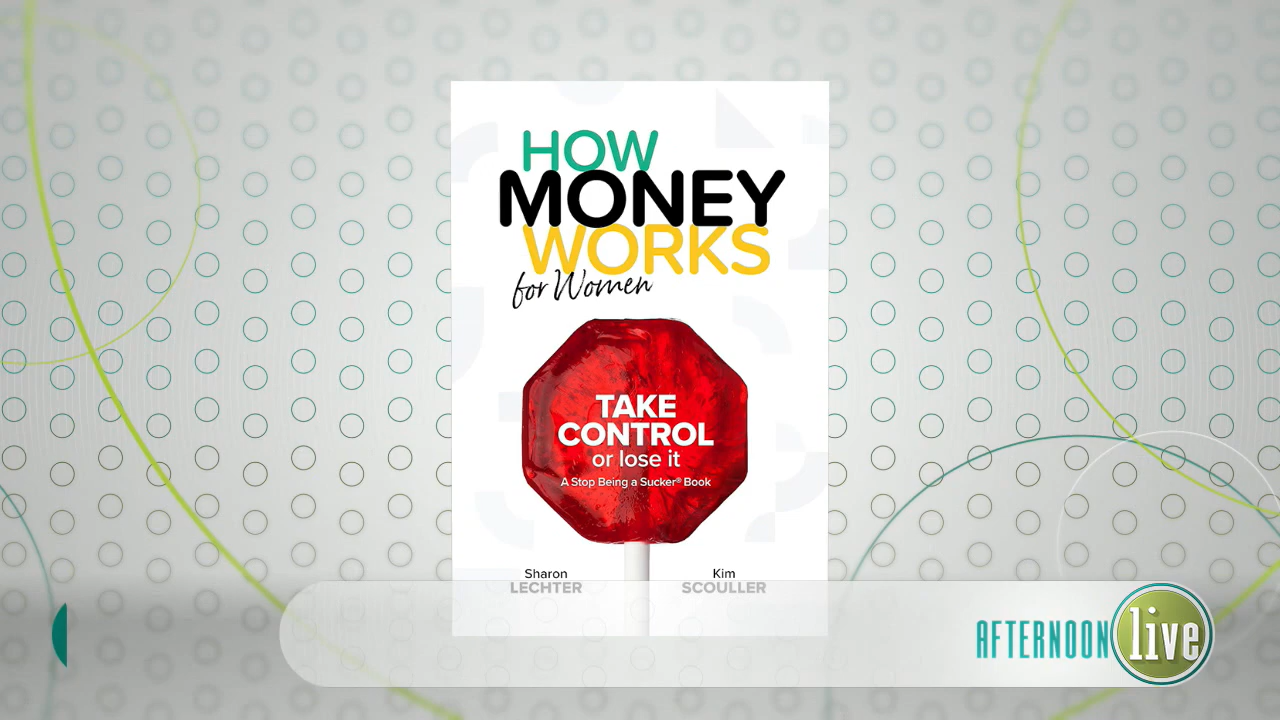 HOW
MONEY
WORKS
for Women
TAKE
CONTROL
or lose it
A Stop Being a Sucker® Book
Sharon
LECHTER
Kim
SCOULLER
AFTERNOON live